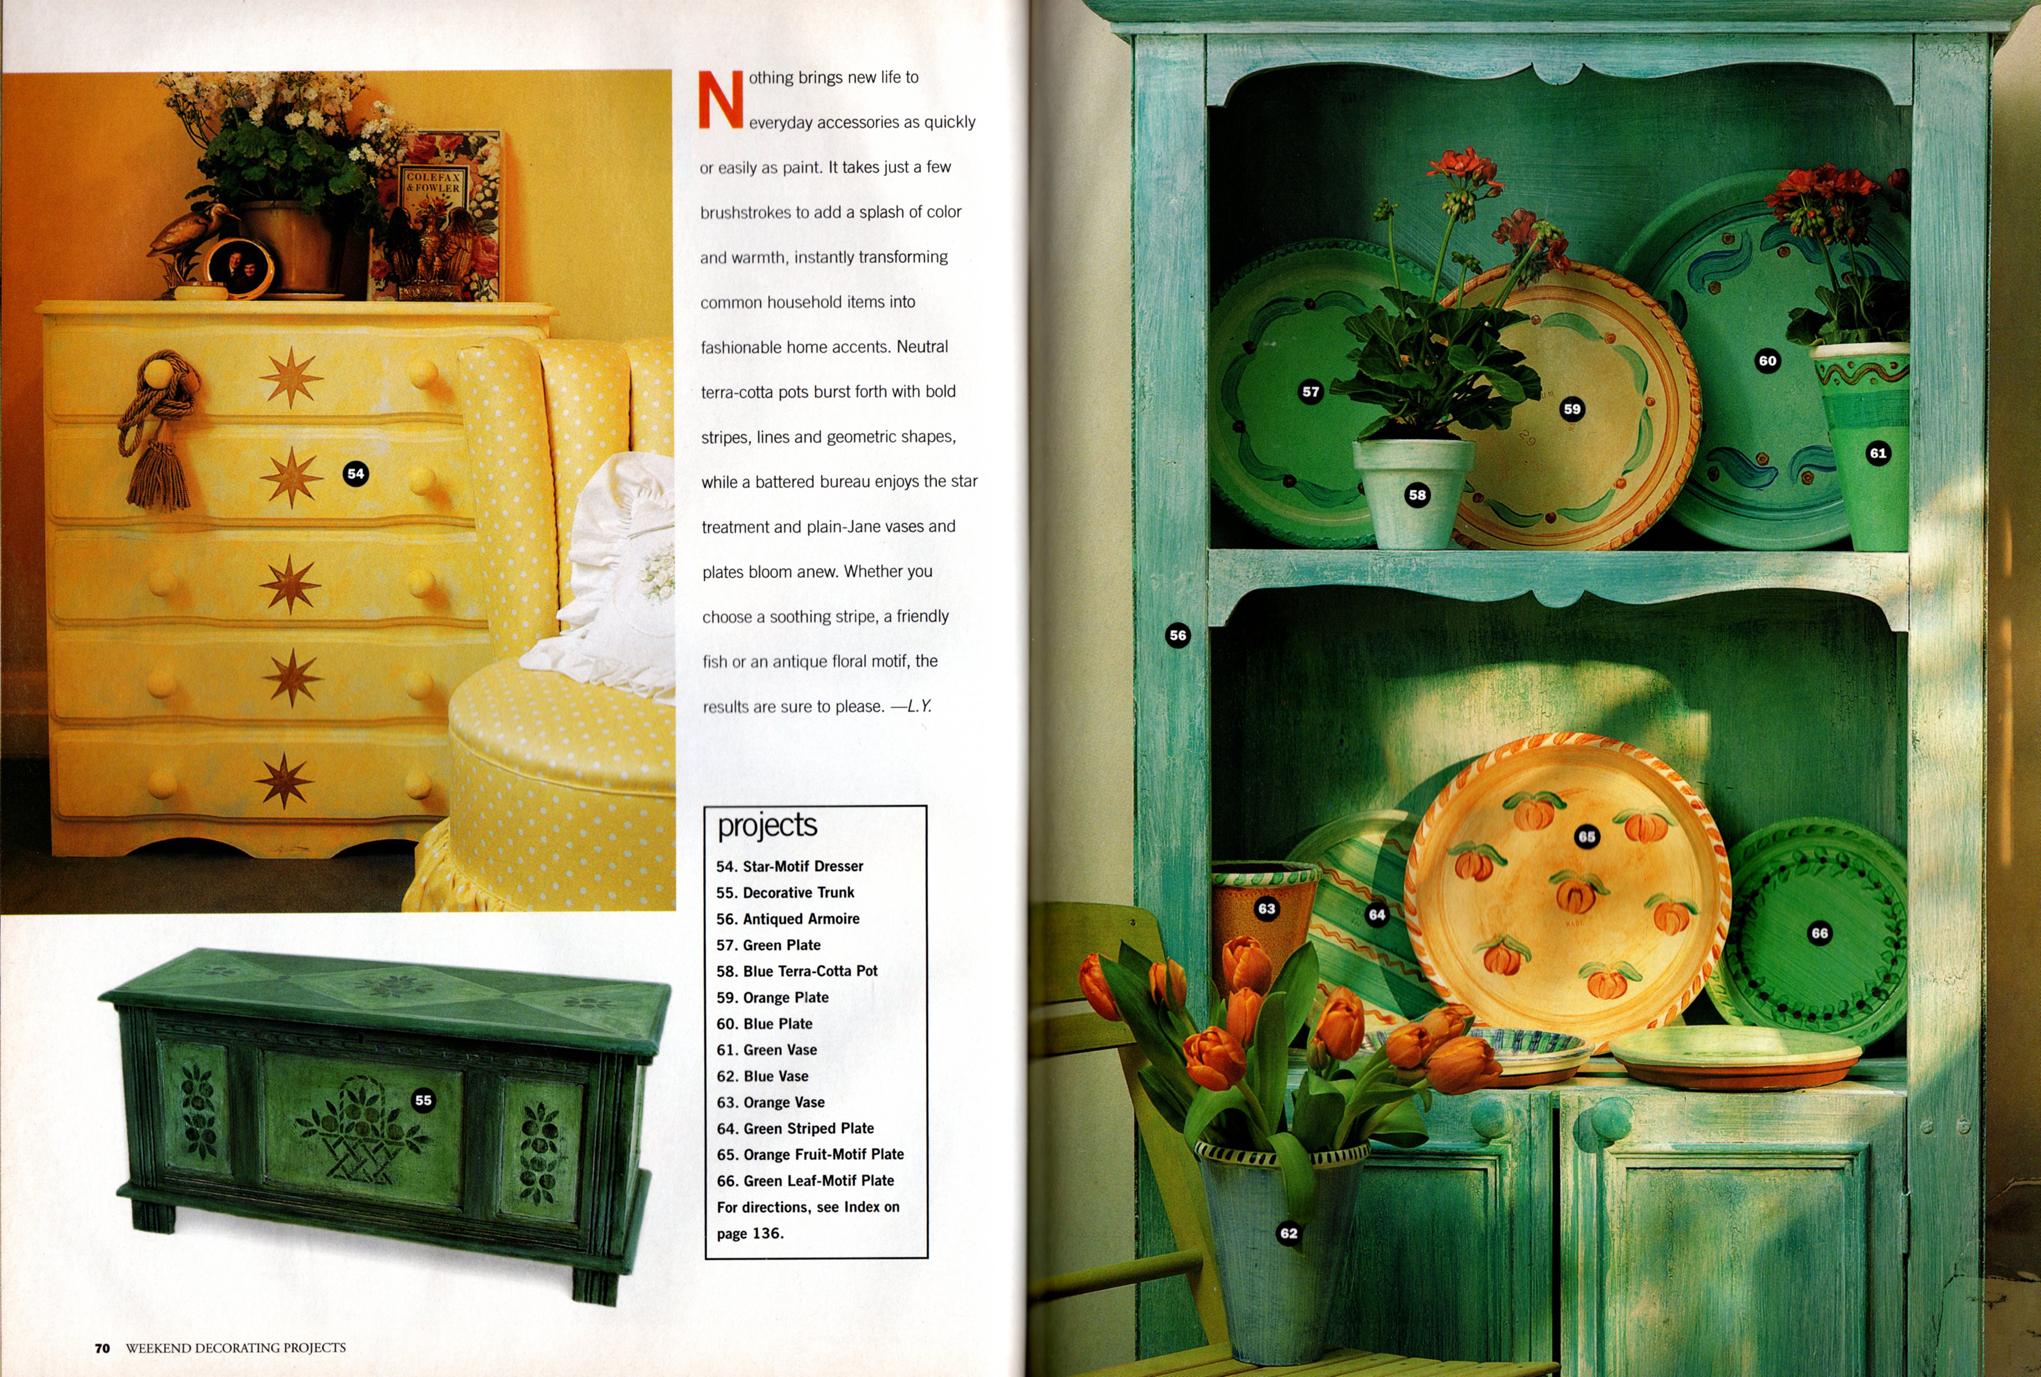 COLEFAX
& FOWLER
54
Nothing brings new life to
everyday accessories as quickly
or easily as paint. It takes just a few
brushstrokes to add a splash of color
and warmth, instantly transforming
common household items into
fashionable home accents. Neutral
terra-cotta pots burst forth with bold
stripes, lines and geometric shapes,
while a battered bureau enjoys the star
treatment and plain-Jane vases and
plates bloom anew. Whether you
choose a soothing stripe, a friendly
fish or an antique floral motif, the
results are sure to please. —L.Y.
projects
54. Star-Motif Dresser
55. Decorative Trunk
56. Antiqued Armoire
57. Green Plate
58. Blue Terra-Cotta Pot
59. Orange Plate
60. Blue Plate
61. Green Vase
62. Blue Vase
63. Orange Vase
64. Green Striped Plate
65. Orange Fruit-Motif Plate
66. Green Leaf-Motif Plate
For directions, see Index on
page 136.
55
70 WEEKEND DECORATING PROJECTS
57
58
59
60
61
56
63
64
65
66
62